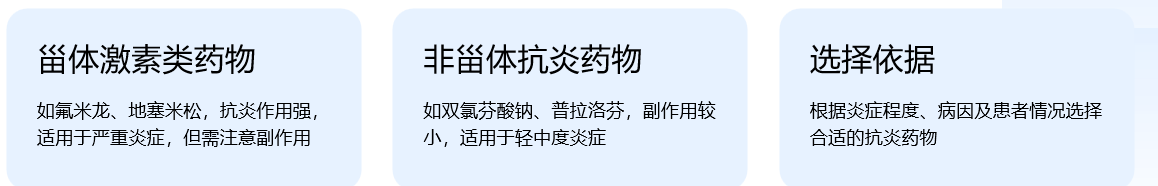 甾体激素类药物
如氟米龙、地塞米松，抗炎作用强，
适用于严重炎症，但需注意副作用
非甾体抗炎药物
如双氯芬酸钠、普拉洛芬，副作用较
小，适用于轻中度炎症
选择依据
根据炎症程度、病因及患者情况选择
合适的抗炎药物